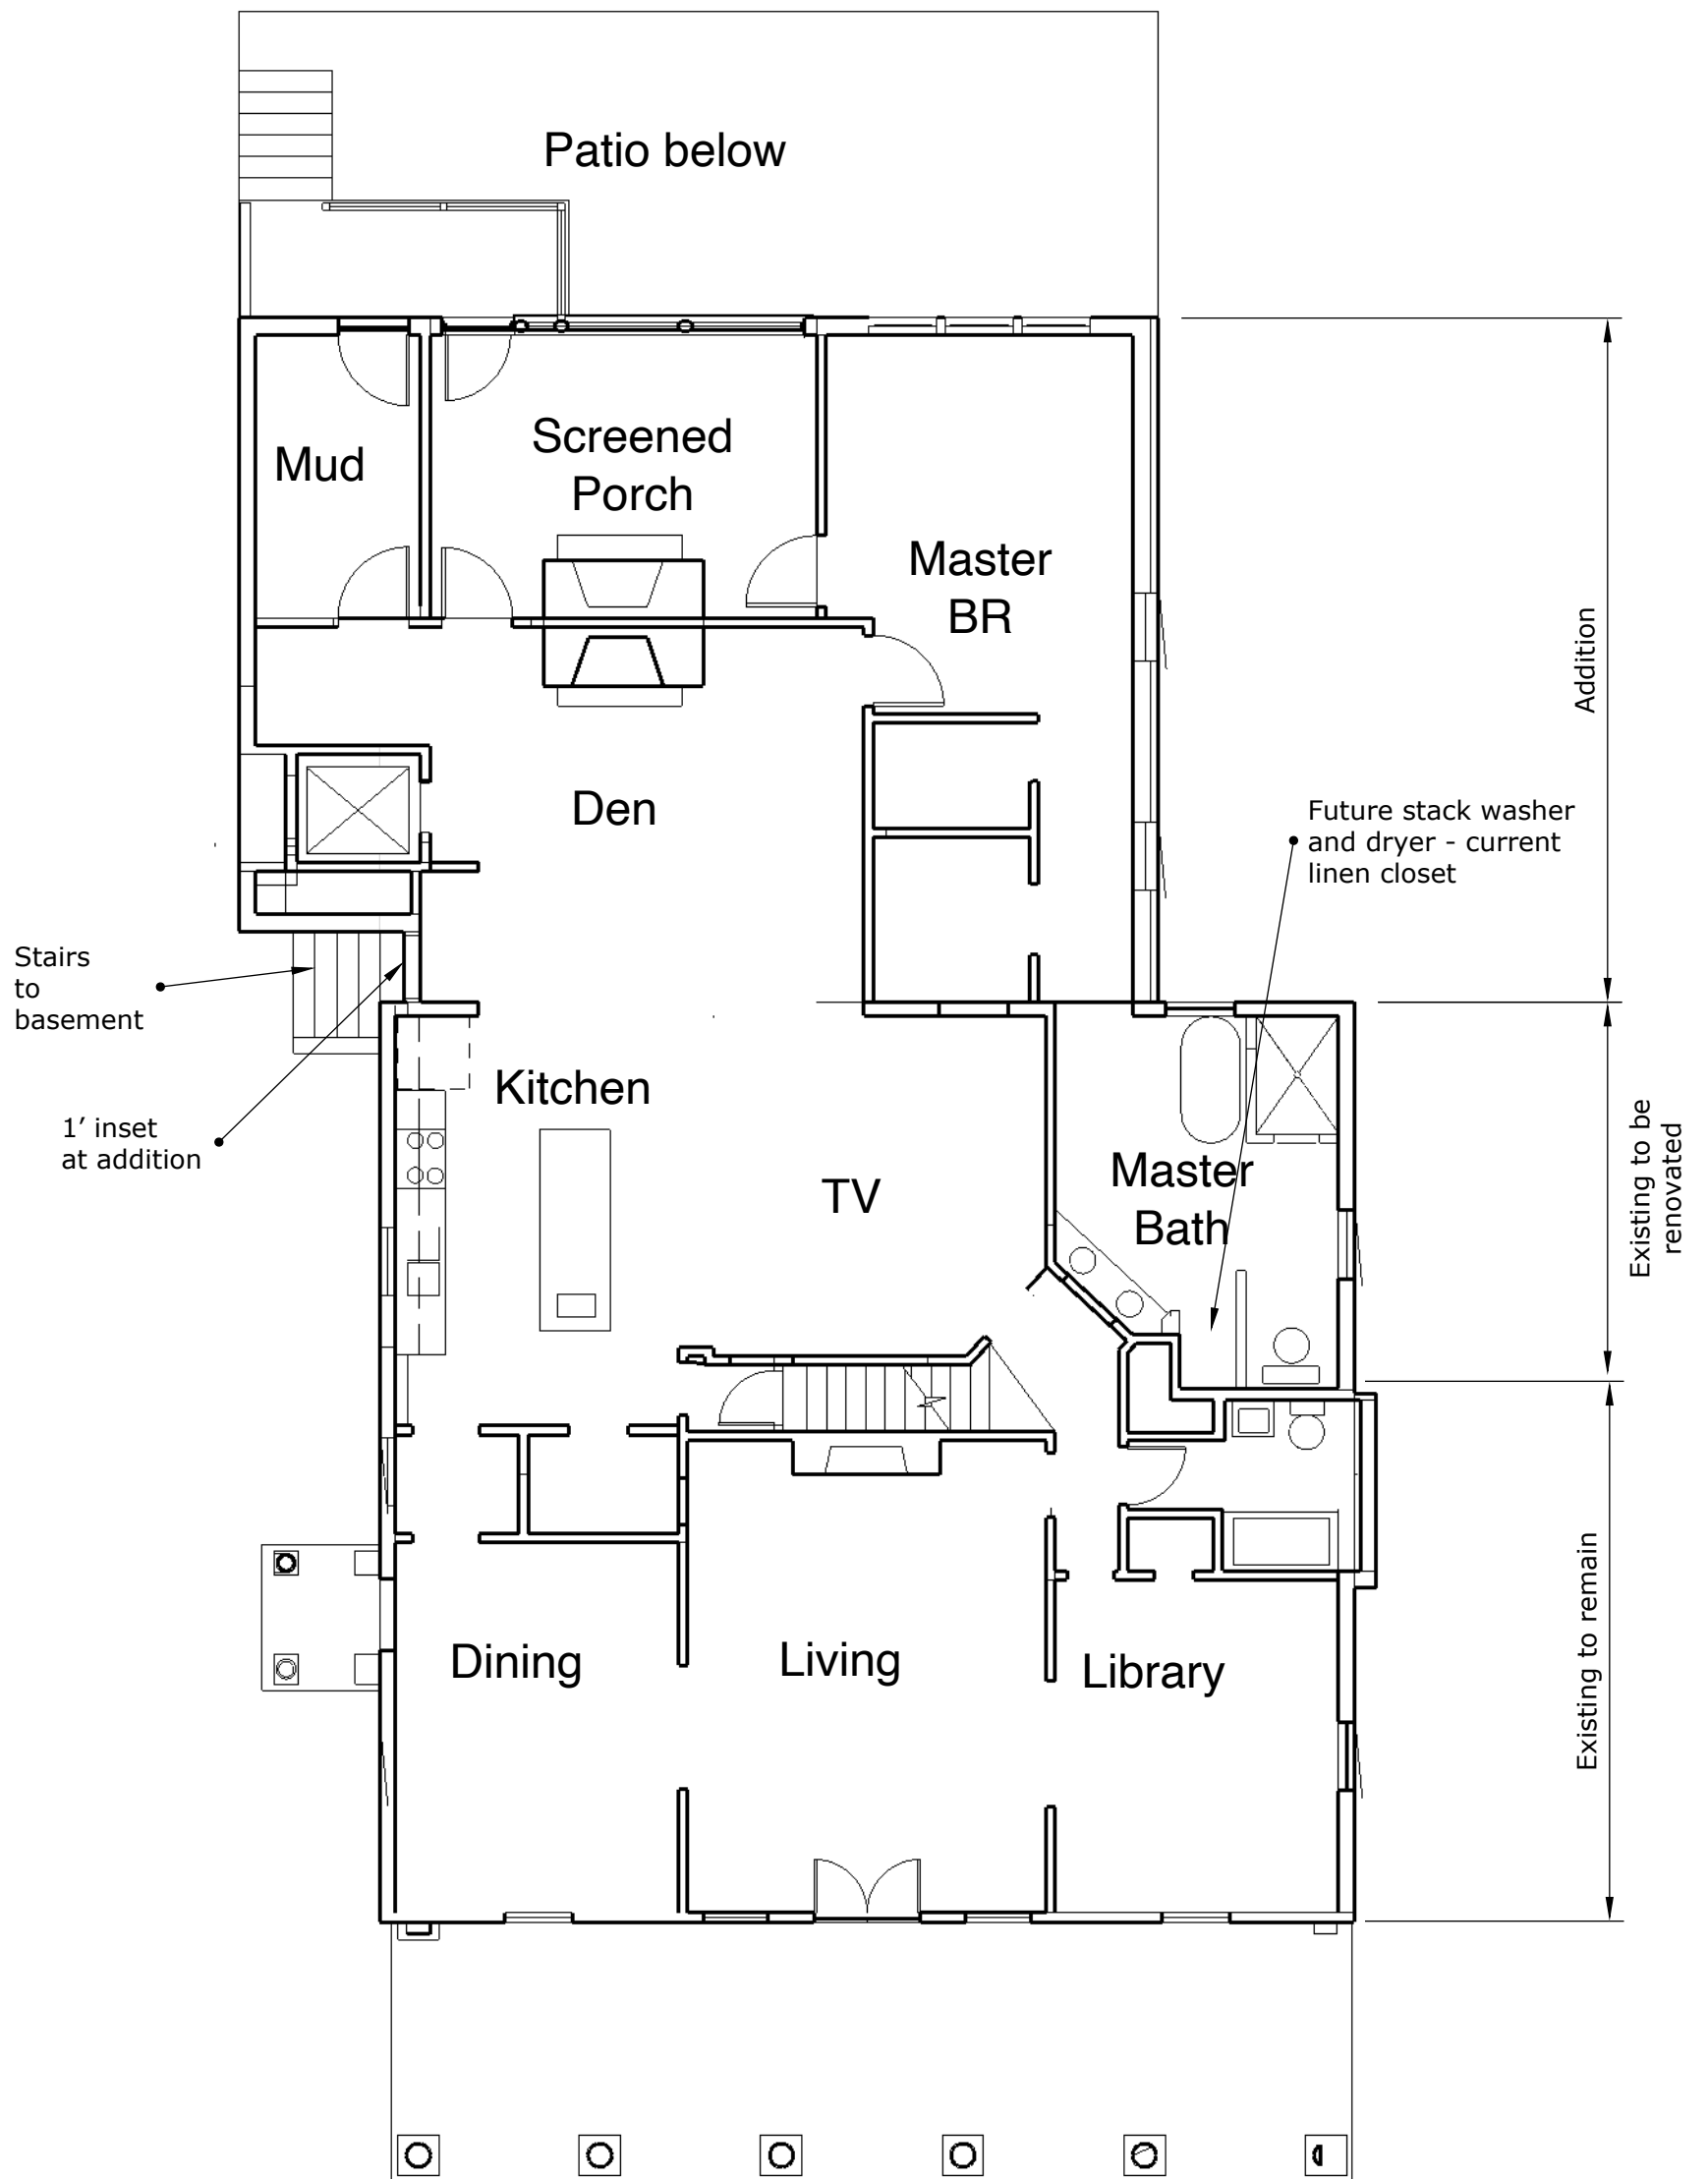 Patio below
Screened
Porch
Mud
Master
BR
Addition
Den
Future stack washer
and dryer - current
linen closet
Stairs
to
basement
Kitchen
1’ inset
at addition
TV
Master
Bath
Existing to be
renovated
Dining
Living
Library
Existing to remain